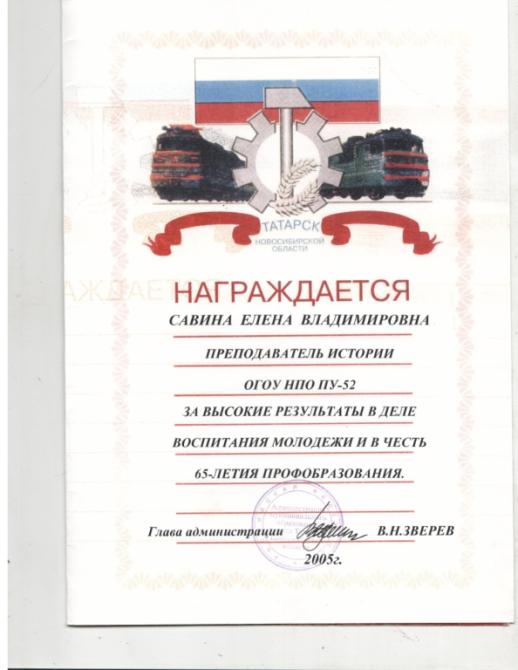 ТАТАРСК
НОВОСИБИРСКОЙ
ОБЛАСТИ
НАГРАЖДАЕТСЯ
САВИНА ЕЛЕНА ВЛАДИМИРОВНА
ПРЕПОДАВАТЕЛЬ ИСТОРИИ
ОГОУ НПО ПУ-52
ЗА ВЫСОКИЕ РЕЗУЛЬТАТЫ В ДЕЛЕ
ВОСПИТАНИЯ МОЛОДЕЖИ И В ЧЕСТЬ
65-ЛЕТИЯ ПРОФОБРАЗОВАНИЯ.
Глава администрации В.Н.ЗВЕРЕВ
2005г.